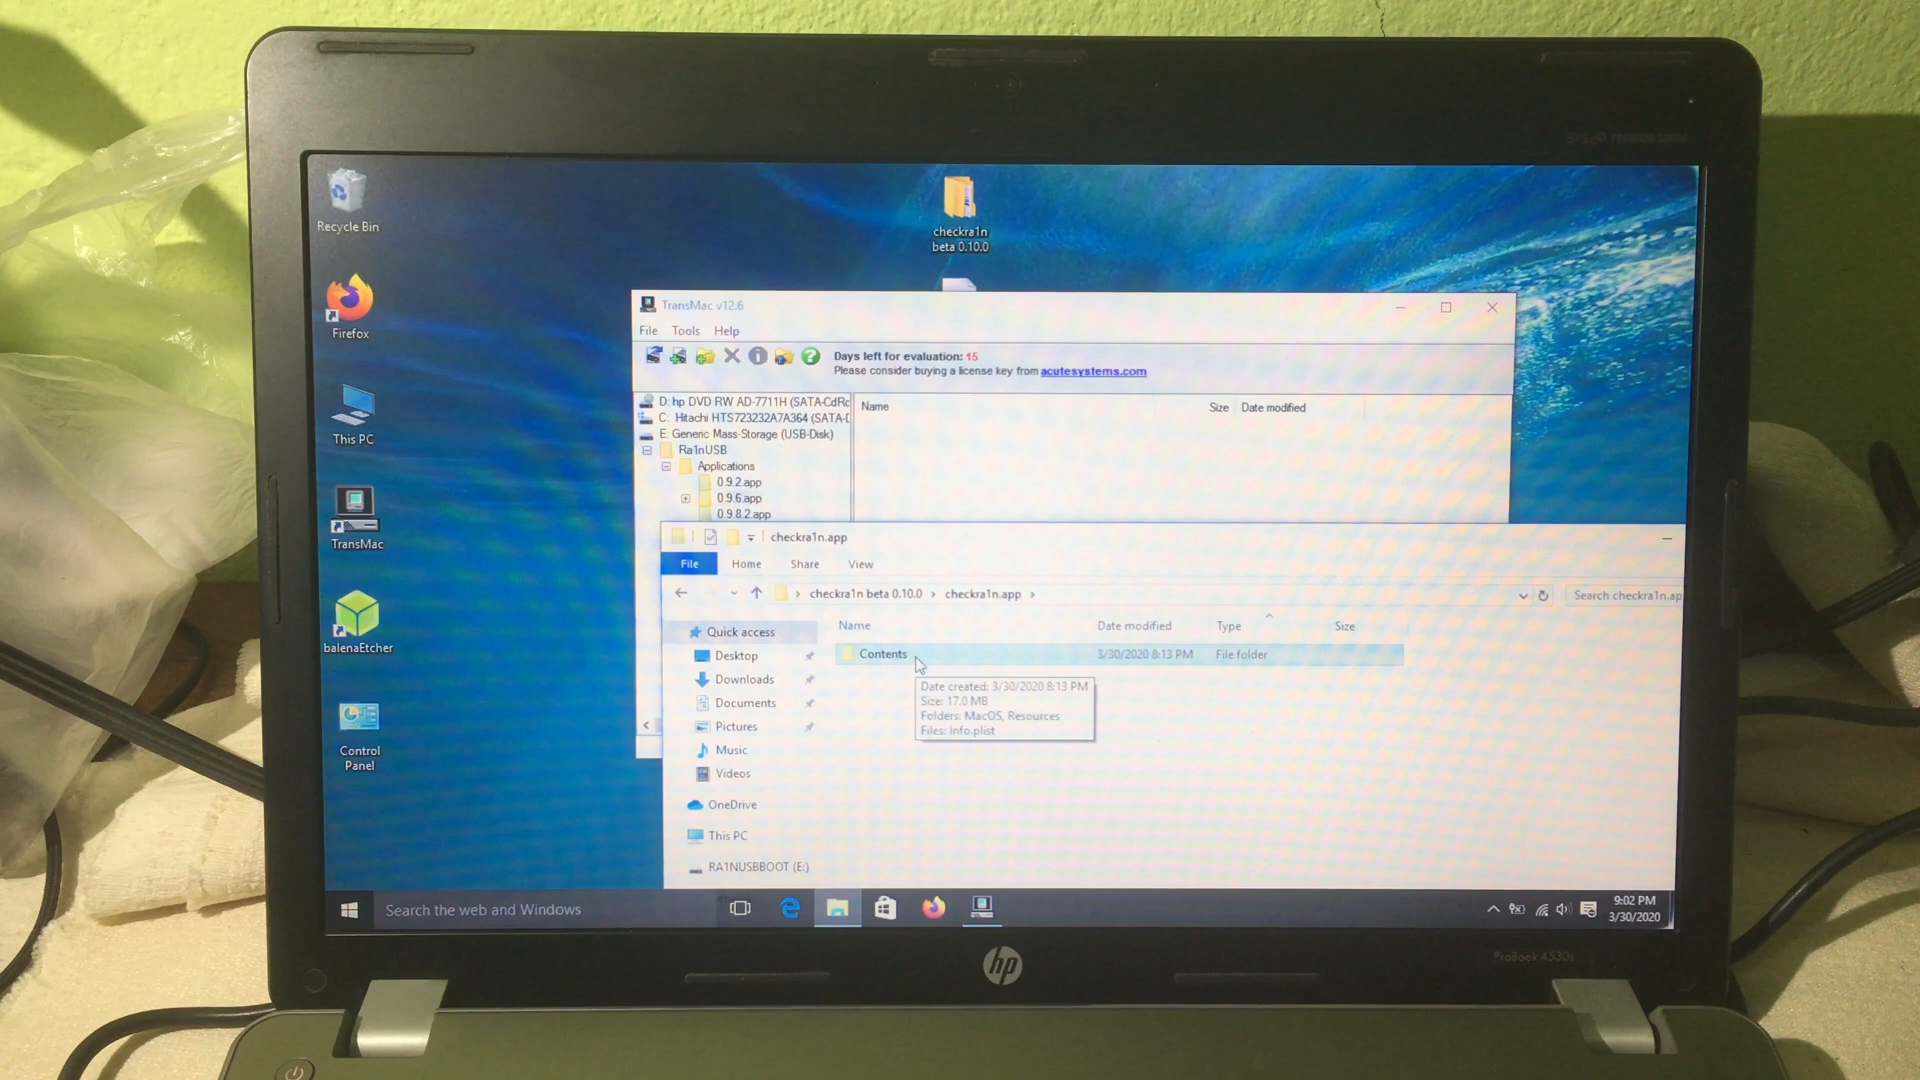 Recycle Bin
Firefox
This PC
TransMac
balenaEtcher
Control
Panel
checkra1n
beta 0.10.0
TransMac v12.6
File Tools Help
Days left for evaluation: 15
Please consider buying a license key from acutesystems.com
D: hp DVD RW AD-7711H (SATA-CdRo
C: Hitachi HTS723232A7A364 (SATA-D
E: Generic Mass-Storage (USB-Disk)
Ra1nUSB
Applications
0.9.2.app
0.9.6.app
0.9.8.2.app
Name Size Date modified
checkra1n.app
File Home Share View
checkra1n beta 0.10.0 › checkra1n.app ›
Search checkra1n.ap
Quick access
Desktop
Downloads
Documents
Pictures
Music
Videos
OneDrive
This PC
RA1NUSBBOOT (E:)
Name Date modified Type Size
Contents 3/30/2020 8:13 PM File folder
Date created: 3/30/2020 8:13 PM
Size: 17.0 MB
Folders: MacOS, Resources
Files: Info.plist
Search the web and Windows
9:02 PM
3/30/2020
hp
ProBook 4530s